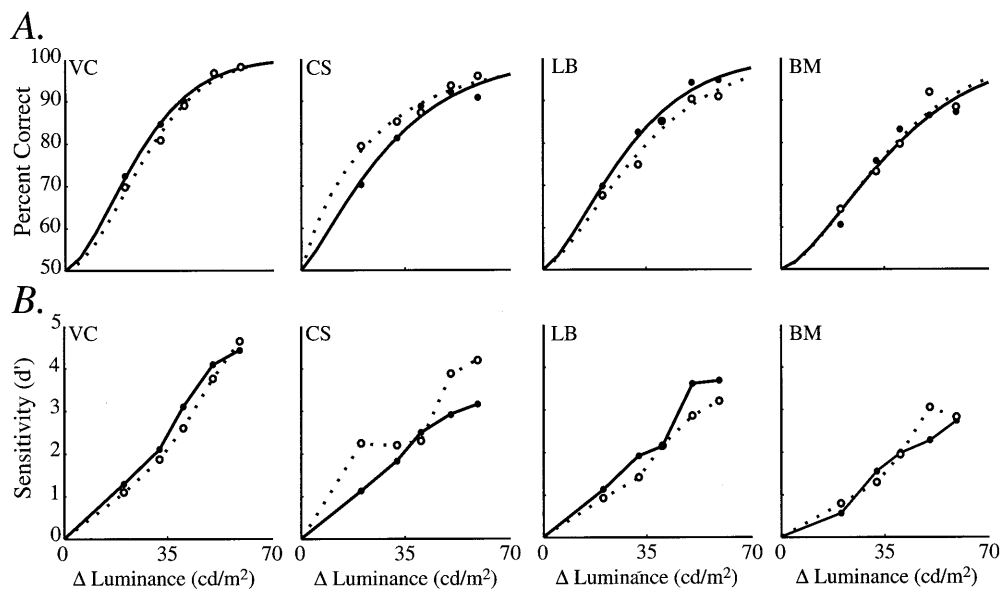 A.
VC CS LB BM
100
90
80
70
60
50
Percent Correct
B.
VC CS LB BM
5
4
3
2
1
0
Sensitivity (d')
0 35 70 0 35 70 0 35 70 0 35 70
Δ Luminance (cd/m²) Δ Luminance (cd/m²) Δ Luminance (cd/m²) Δ Luminance (cd/m²)